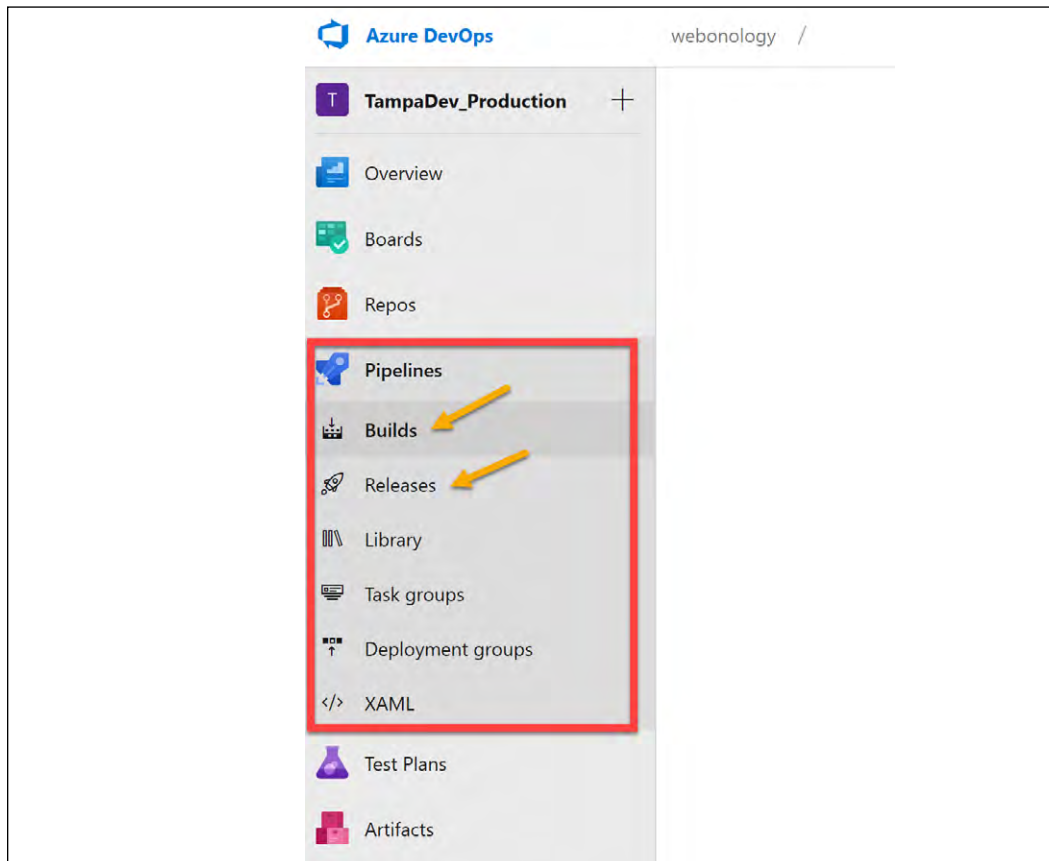 Azure DevOps webonology /
T TampaDev_Production +
Overview
Boards
Repos
Pipelines
Builds
Releases
Library
Task groups
Deployment groups
</> XAML
Test Plans
Artifacts